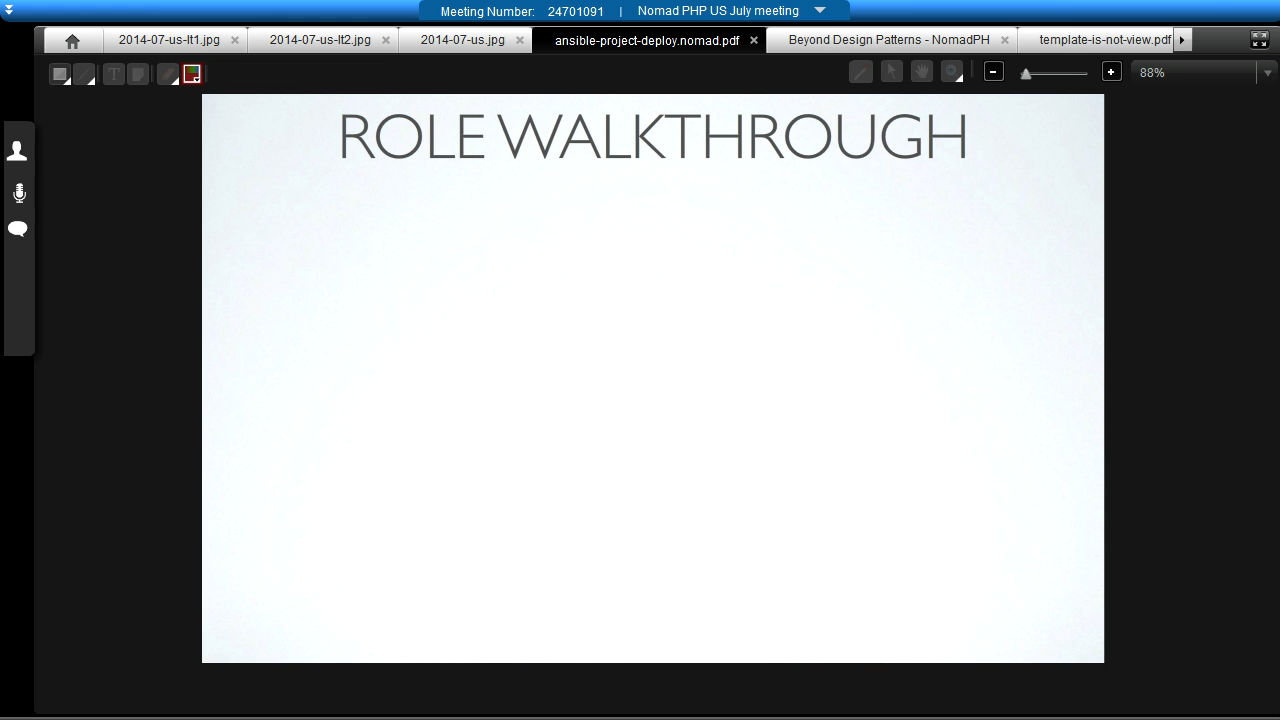 Meeting Number: 24701091 | Nomad PHP US July meeting
2014-07-us-lt1.jpg
2014-07-us-lt2.jpg
2014-07-us.jpg
ansible-project-deploy.nomad.pdf
Beyond Design Patterns - NomadPH
template-is-not-view.pdf
T
88%
ROLE WALKTHROUGH